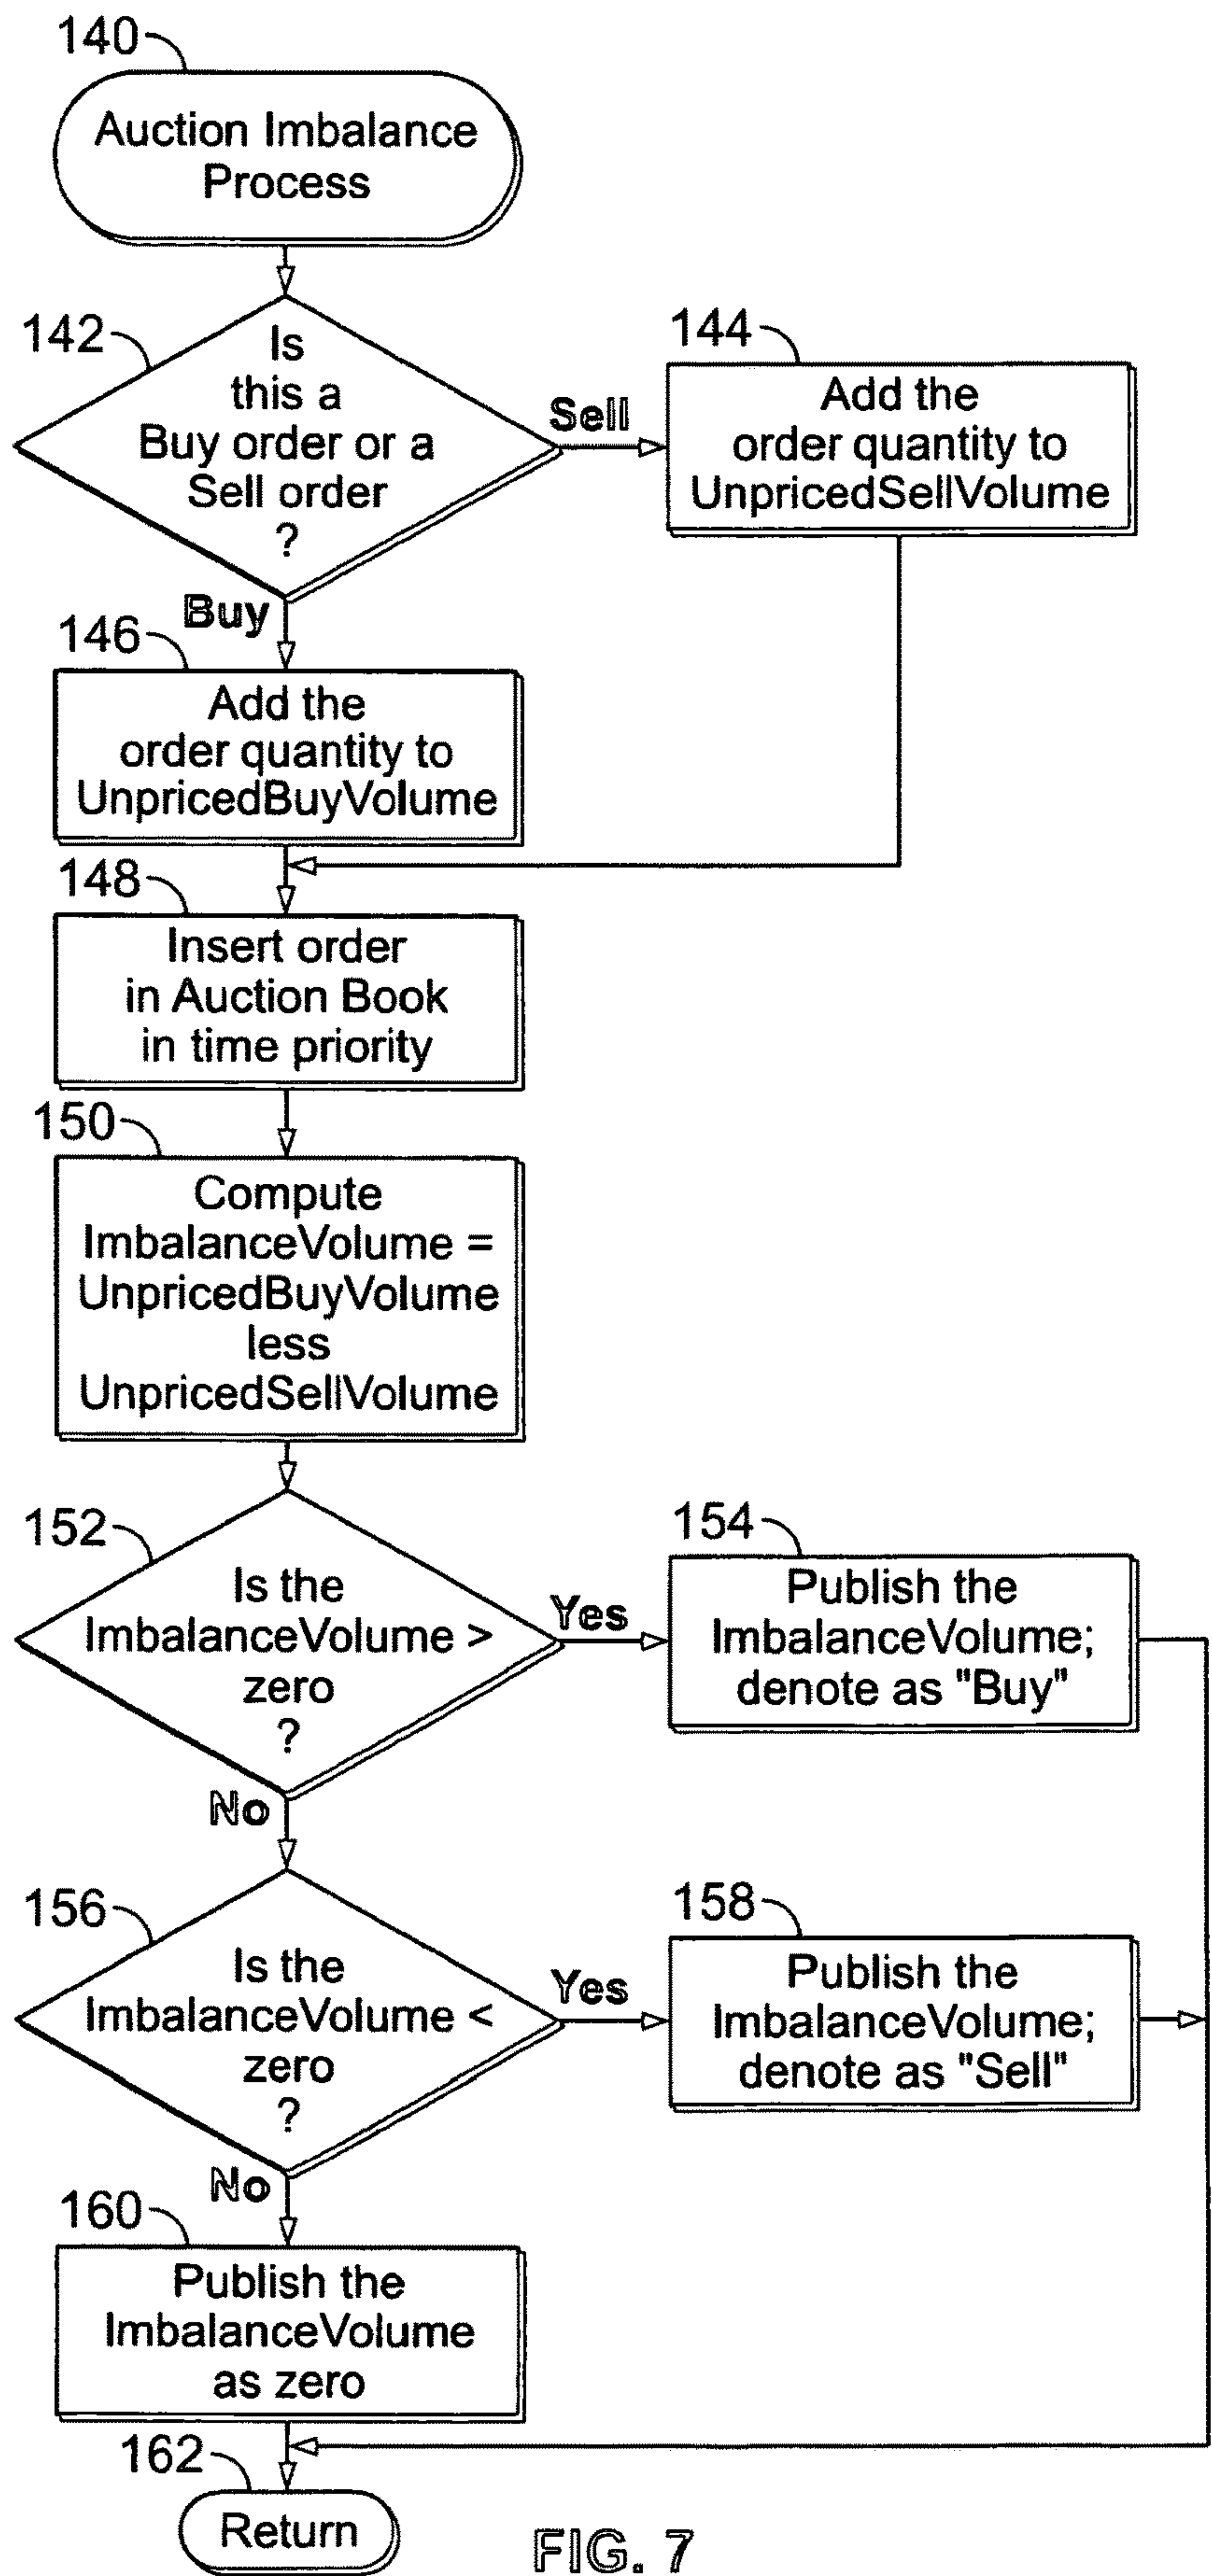 140
Auction Imbalance
Process
142
Is
this a
Buy order or a
Sell order
?
Sell
144
Add the
order quantity to
UnpricedSellVolume
Buy
146
Add the
order quantity to
UnpricedBuyVolume
148
Insert order
in Auction Book
in time priority
150
Compute
ImbalanceVolume =
UnpricedBuyVolume
less
UnpricedSellVolume
152
Is the
ImbalanceVolume >
zero
?
Yes
154
Publish the
ImbalanceVolume;
denote as "Buy"
No
156
Is the
ImbalanceVolume <
zero
?
Yes
158
Publish the
ImbalanceVolume;
denote as "Sell"
No
160
Publish the
ImbalanceVolume
as zero
162
Return
FIG. 7